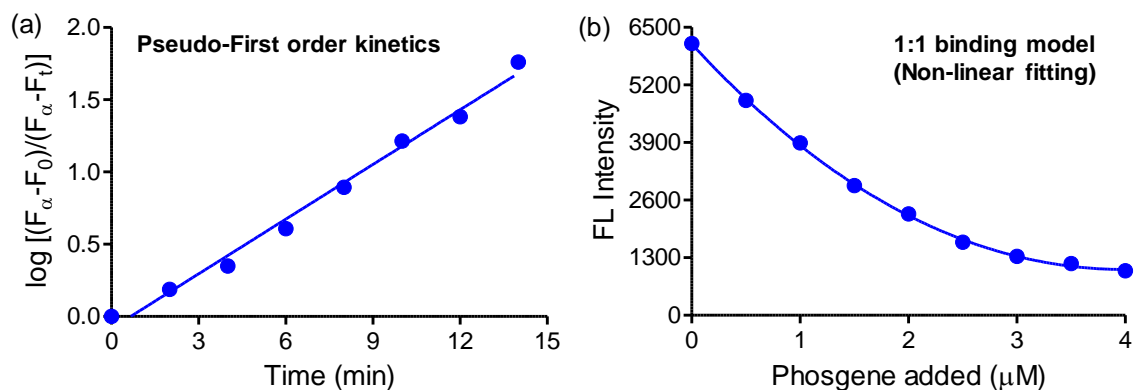 (a)
Pseudo-First order kinetics
log [(Fα-F0)/(Fα-Ft)]
2.0
1.5
1.0
0.5
0.0
0 3 6 9 12 15
Time (min)
(b)
1:1 binding model
(Non-linear fitting)
FL Intensity
6500
5200
3900
2600
1300
0
0 1 2 3 4
Phosgene added (μM)